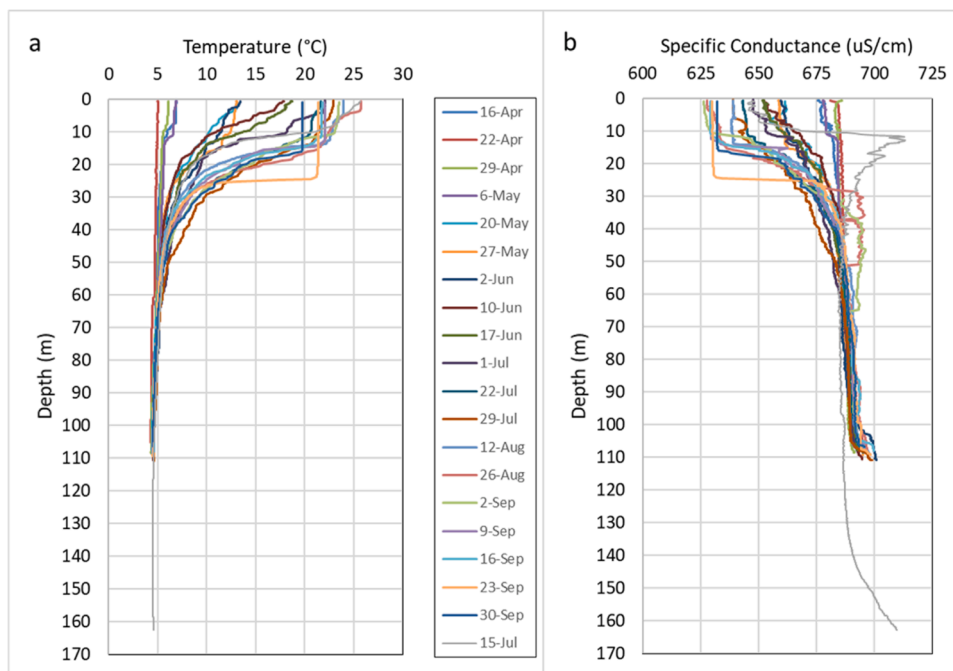 a
Temperature (°C)
0 5 10 15 20 25 30
0
10
20
30
40
50
60
70
80
90
100
110
120
130
140
150
160
170
Depth (m)
16-Apr
22-Apr
29-Apr
6-May
20-May
27-May
2-Jun
10-Jun
17-Jun
1-Jul
22-Jul
29-Jul
12-Aug
26-Aug
2-Sep
9-Sep
16-Sep
23-Sep
30-Sep
15-Jul
b
Specific Conductance (uS/cm)
600 625 650 675 700 725
0
10
20
30
40
50
60
70
80
90
100
110
120
130
140
150
160
170
Depth (m)